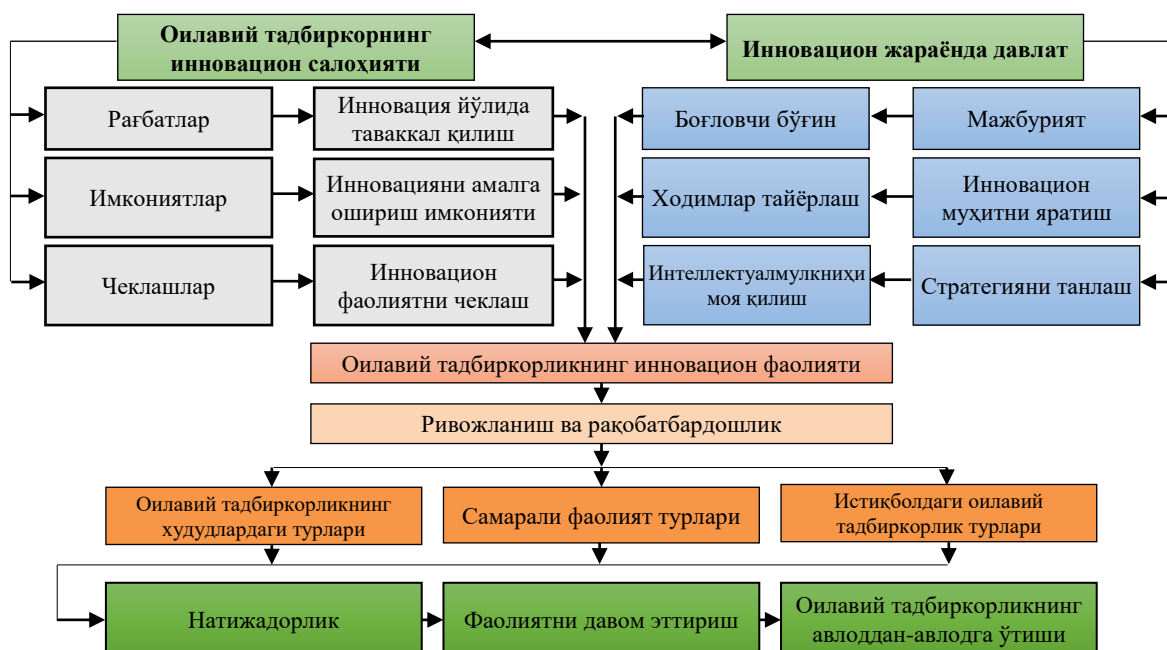 Оилавий тадбиркорнинг
инновацион салоҳияти
Инновацион жараёнда давлат
Рағбатлар
Инновация йўлида
таваккал қилиш
Боғловчи бўғин
Мажбурият
Имкониятлар
Инновацияни амалга
ошириш имконияти
Ходимлар тайёрлаш
Инновацион
муҳитни яратиш
Чеклашлар
Инновацион
фаолиятни чеклаш
Интеллектуалмулкниҳи
моя қилиш
Стратегияни танлаш
Оилавий тадбиркорликнинг инновацион фаолияти
Ривожланиш ва рақобатбардошлик
Оилавий тадбиркорликнинг
худудлардаги турлари
Самарали фаолият турлари
Истиқболдаги оилавий
тадбиркорлик турлари
Натижадорлик
Фаолиятни давом эттириш
Оилавий тадбиркорликнинг
авлоддан-авлодга ўтиши